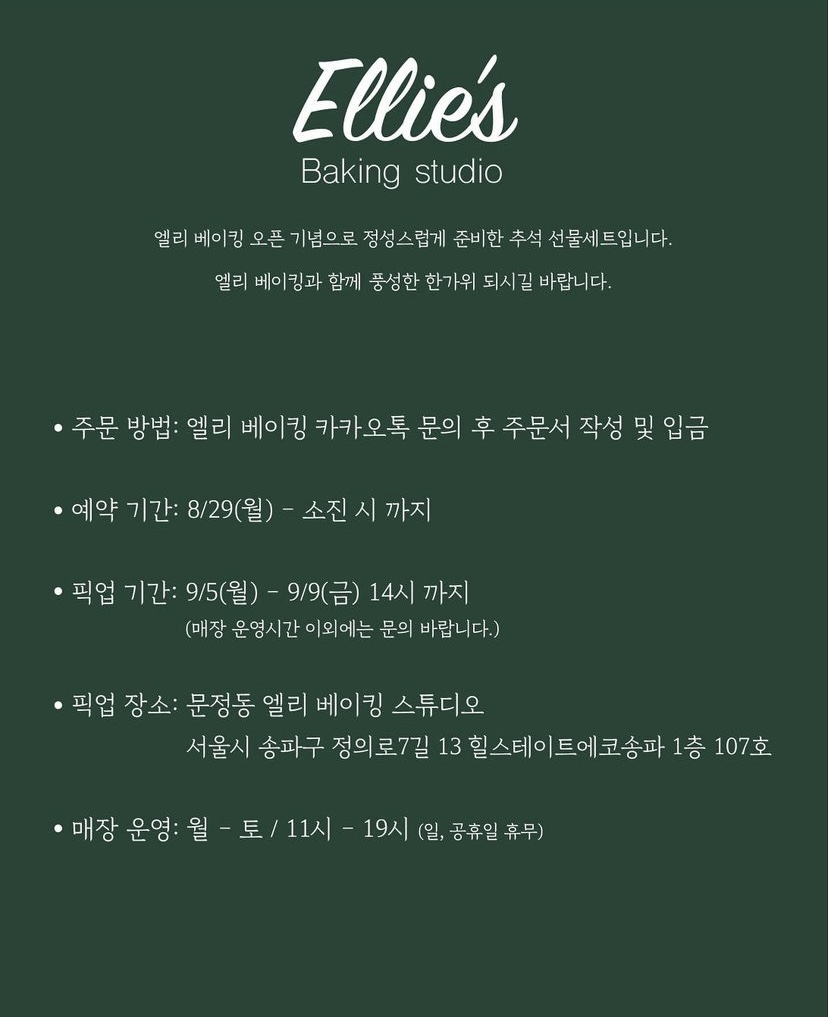 Ellie's
Baking studio
엘리 베이킹 오픈 기념으로 정성스럽게 준비한 추석 선물세트입니다.
엘리 베이킹과 함께 풍성한 한가위 되시길 바랍니다.
• 주문 방법: 엘리 베이킹 카카오톡 문의 후 주문서 작성 및 입금
• 예약 기간: 8/29(월) - 소진 시 까지
• 픽업 기간: 9/5(월) - 9/9(금) 14시 까지
(매장 운영시간 이외에는 문의 바랍니다.)
• 픽업 장소: 문정동 엘리 베이킹 스튜디오
서울시 송파구 정의로7길 13 힐스테이트에코송파 1층 107호
• 매장 운영: 월 - 토 / 11시 - 19시 (일, 공휴일 휴무)